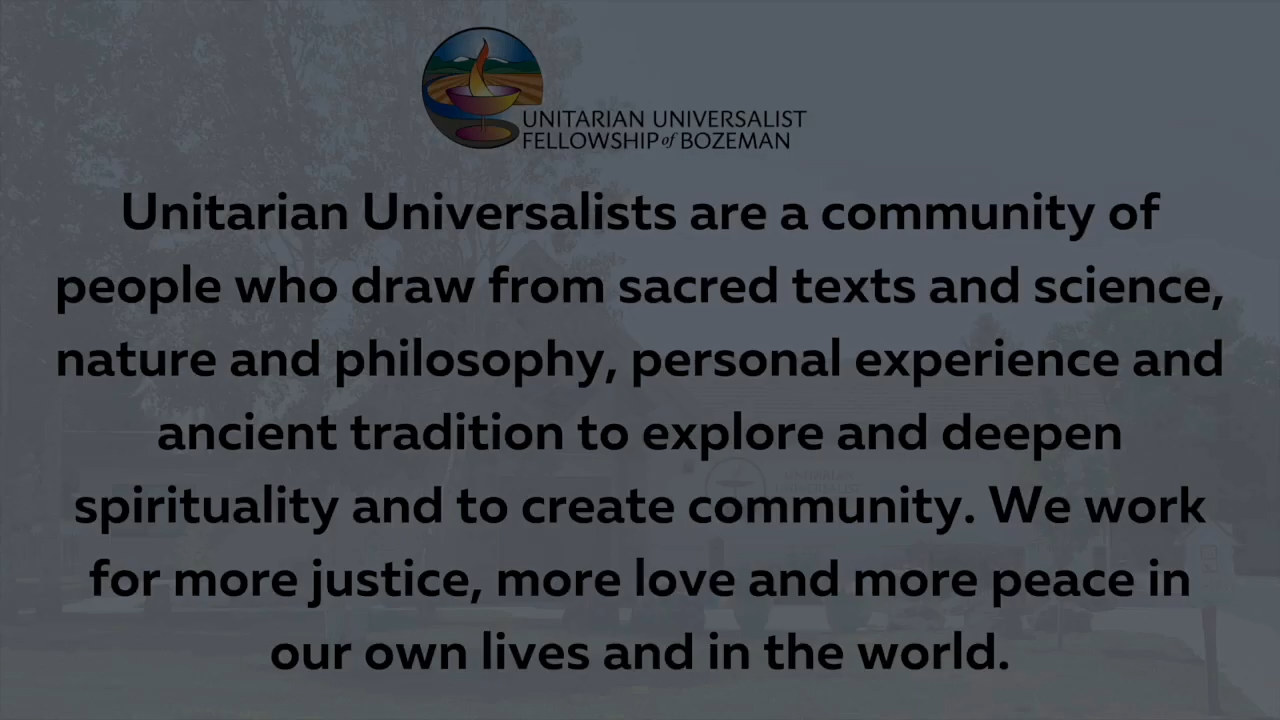 UNITARIAN UNIVERSALIST
FELLOWSHIP of BOZEMAN
Unitarian Universalists are a community of
people who draw from sacred texts and science,
nature and philosophy, personal experience and
ancient tradition to explore and deepen
spirituality and to create community. We work
for more justice, more love and more peace in
our own lives and in the world.